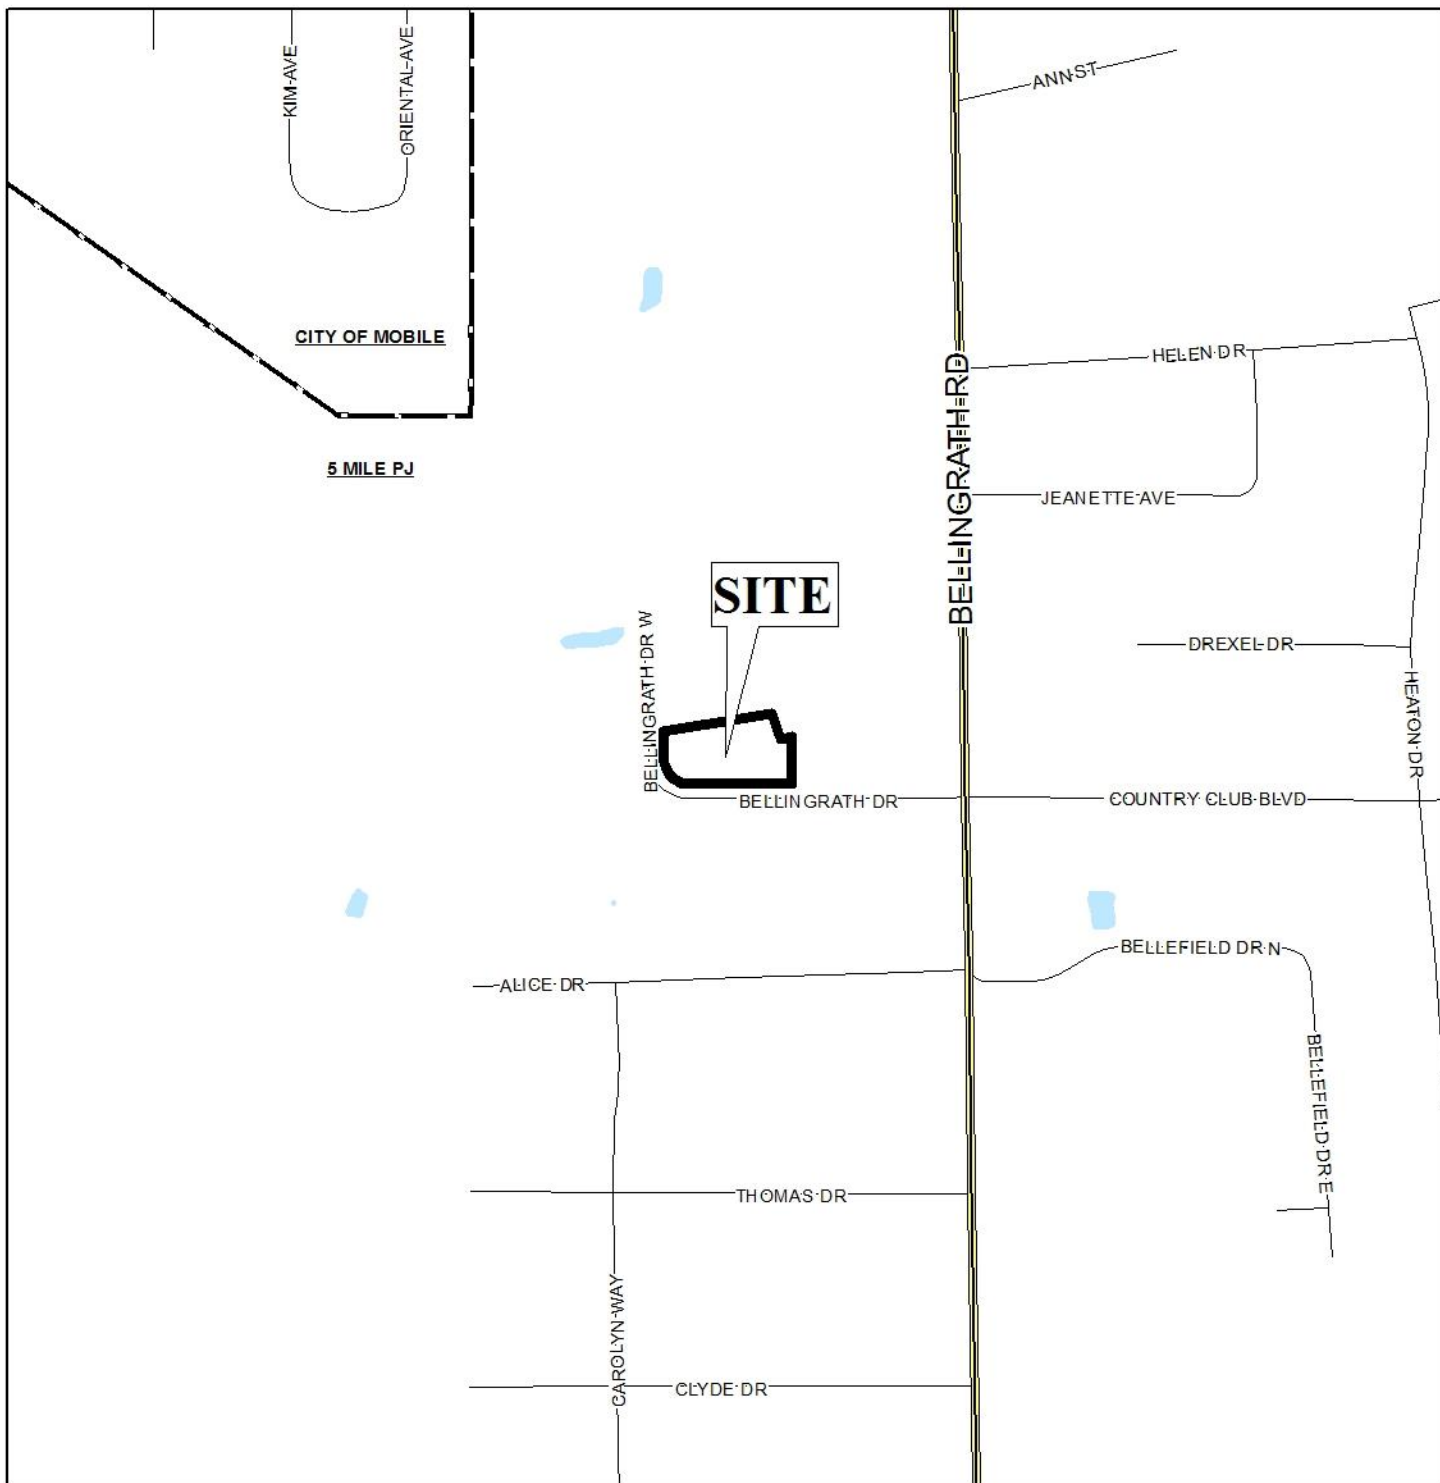 KIM AVE
ORIENTAL AVE
ANN ST
CITY OF MOBILE
HELEN DR
BELLINGRATH RD
5 MILE PJ
JEANETTE AVE
SITE
BELLINGRATH DR W
DREXEL DR
HEATON DR
BELLINGRATH DR
COUNTRY CLUB BLVD
BELLEFIELD DR N
ALICE DR
BELLEFIELD DR E
THOMAS DR
CAROLYN WAY
CLYDE DR